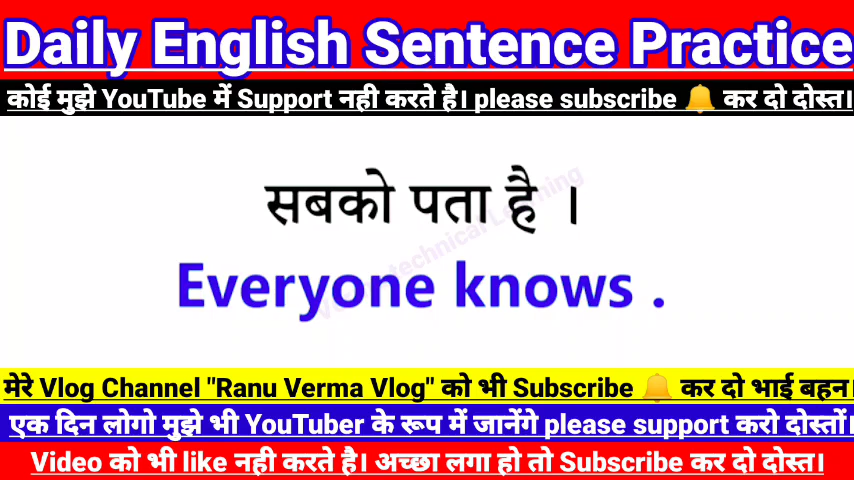 Daily English Sentence Practice
कोई मुझे YouTube में Support नही करते है। please subscribe 🔔 कर दो दोस्त।
सबको पता है ।
Everyone knows .
मेरे Vlog Channel "Ranu Verma Vlog" को भी Subscribe 🔔 कर दो भाई बहन।
एक दिन लोगो मुझे भी YouTuber के रूप में जानेंगे please support करो दोस्तों।
Video को भी like नही करते है। अच्छा लगा हो तो Subscribe कर दो दोस्त।